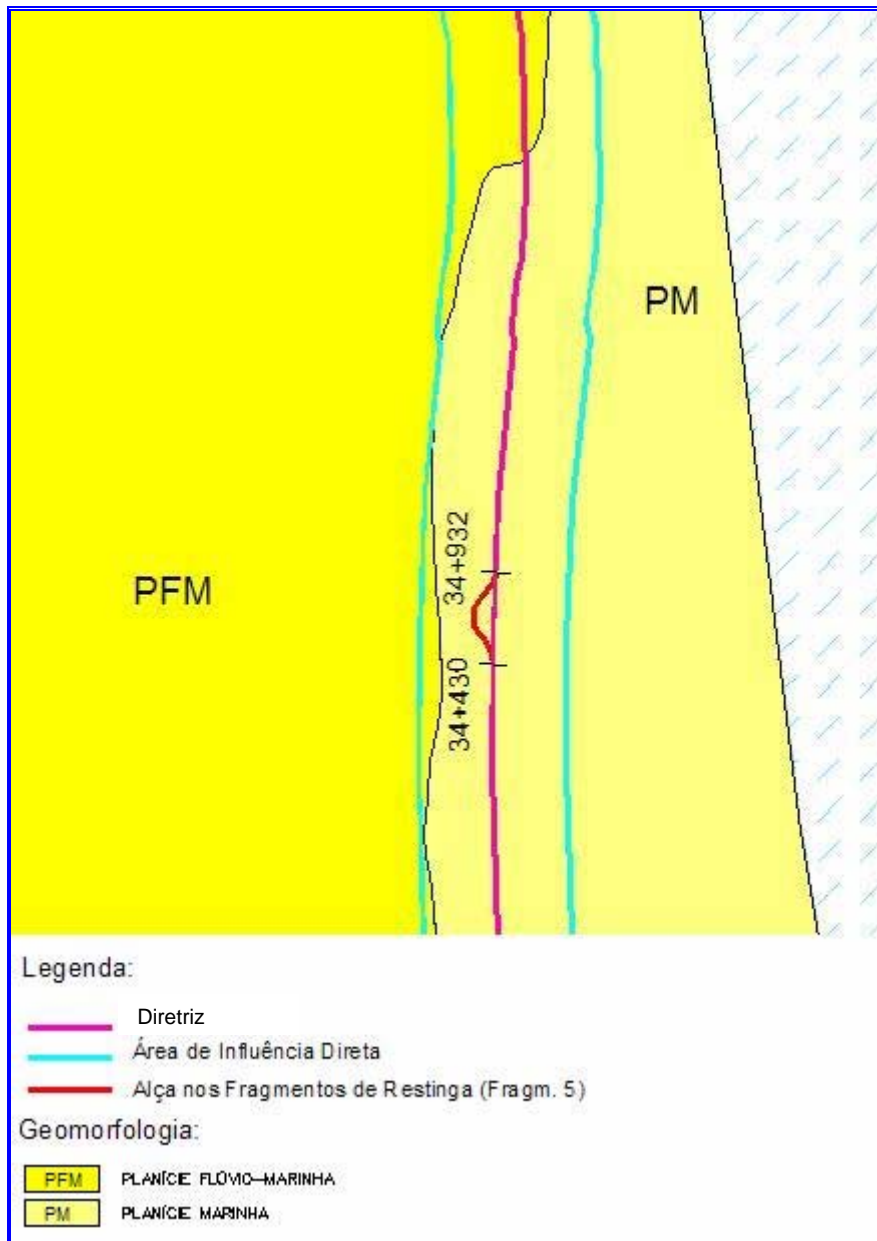 PM
34+932
PFM
34+430
Legenda:
Diretriz
Área de Influência Direta
Alça nos Fragmentos de Restinga (Fragm. 5)
Geomorfologia:
PFM PLANÍCIE FLÚVIO-MARINHA
PM PLANÍCIE MARINHA